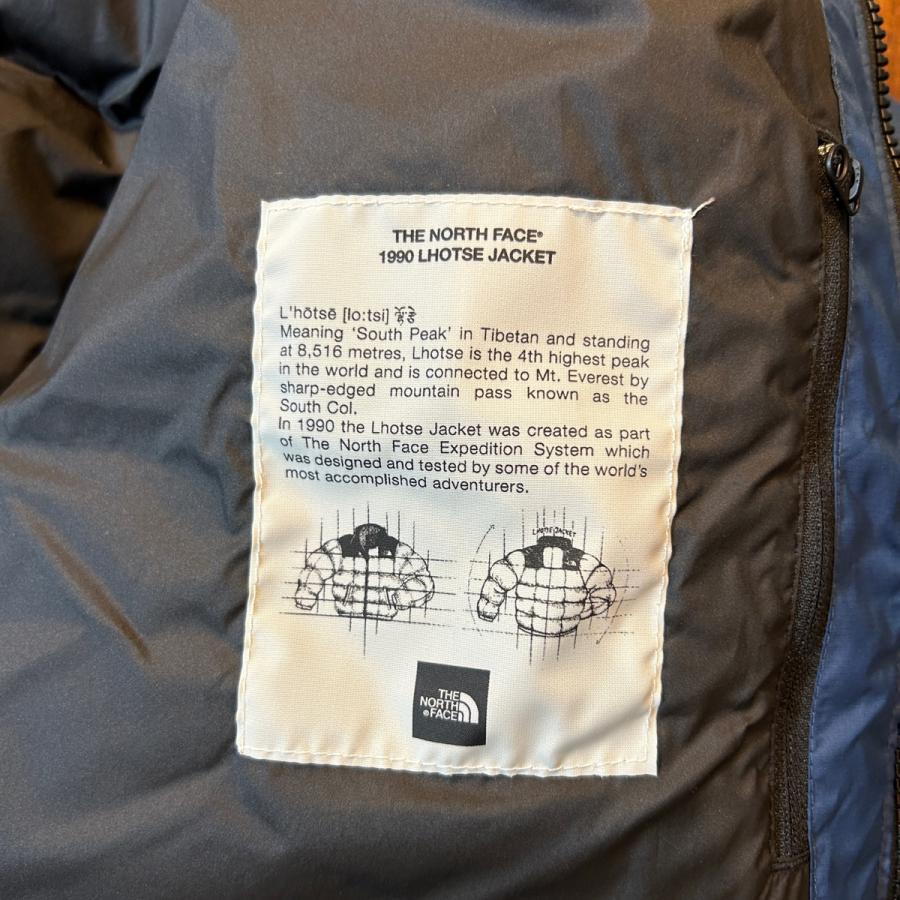 THE NORTH FACE®
1990 LHOTSE JACKET
L'hōtsē [lo:tsi]
Meaning ‘South Peak’ in Tibetan and standing
at 8,516 metres, Lhotse is the 4th highest peak
in the world and is connected to Mt. Everest by
sharp-edged mountain pass known as the
South Col.
In 1990 the Lhotse Jacket was created as part
of The North Face Expedition System which
was designed and tested by some of the world's
most accomplished adventurers.
LHOTSE JACKET
THE
NORTH
®FACE